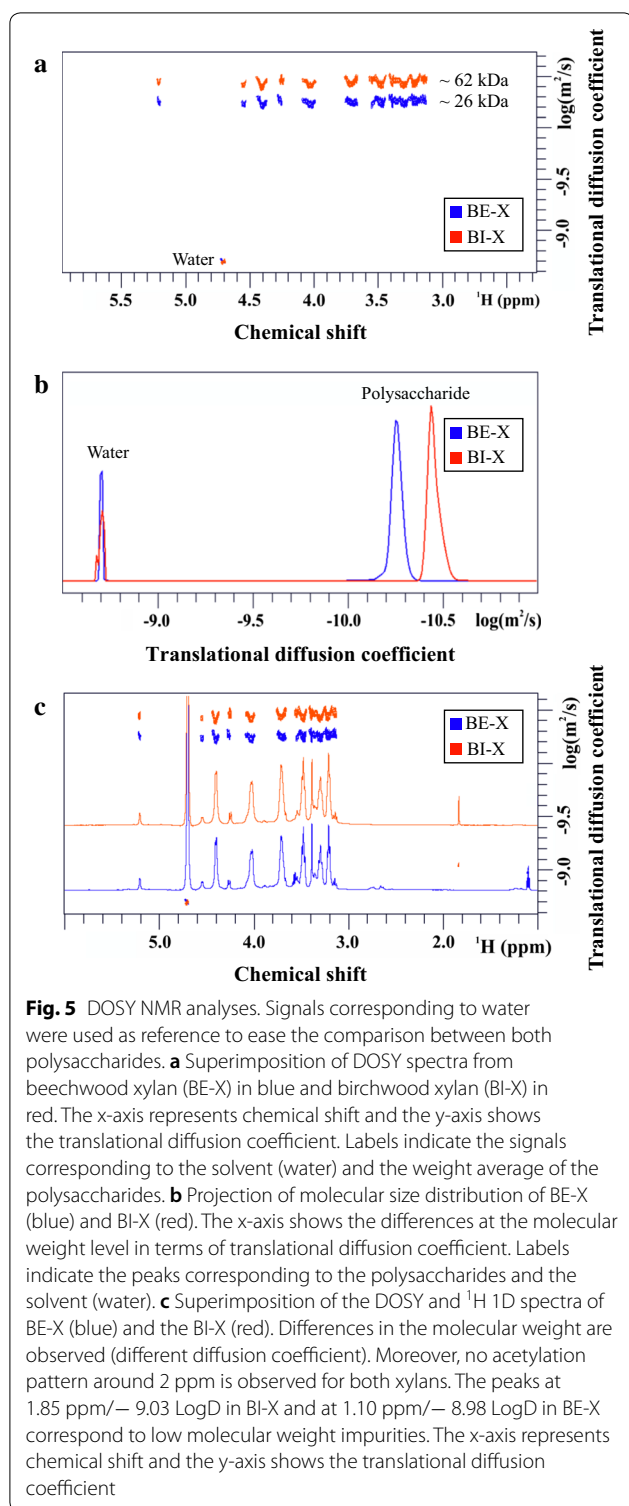 a
~ 62 kDa
~ 26 kDa
BE-X
BI-X
Water
-9.5
-9.0
log(m²/s)
Translational diffusion coefficient
5.5 5.0 4.5 4.0 3.5 3.0 ¹H (ppm)
Chemical shift
b
Polysaccharide
BE-X
BI-X
Water
-9.0 -9.5 -10.0 -10.5 log(m²/s)
Translational diffusion coefficient
c
BE-X
BI-X
log(m²/s)
-9.5
-9.0
Translational diffusion coefficient
5.0 4.0 3.0 2.0 ¹H (ppm)
Chemical shift
Fig. 5 DOSY NMR analyses. Signals corresponding to water
were used as reference to ease the comparison between both
polysaccharides. a Superimposition of DOSY spectra from
beechwood xylan (BE-X) in blue and birchwood xylan (BI-X) in
red. The x-axis represents chemical shift and the y-axis shows
the translational diffusion coefficient. Labels indicate the signals
corresponding to the solvent (water) and the weight average of the
polysaccharides. b Projection of molecular size distribution of BE-X
(blue) and BI-X (red). The x-axis shows the differences at the molecular
weight level in terms of translational diffusion coefficient. Labels
indicate the peaks corresponding to the polysaccharides and the
solvent (water). c Superimposition of the DOSY and ¹H 1D spectra of
BE-X (blue) and the BI-X (red). Differences in the molecular weight are
observed (different diffusion coefficient). Moreover, no acetylation
pattern around 2 ppm is observed for both xylans. The peaks at
1.85 ppm/− 9.03 LogD in BI-X and at 1.10 ppm/− 8.98 LogD in BE-X
correspond to low molecular weight impurities. The x-axis represents
chemical shift and the y-axis shows the translational diffusion
coefficient